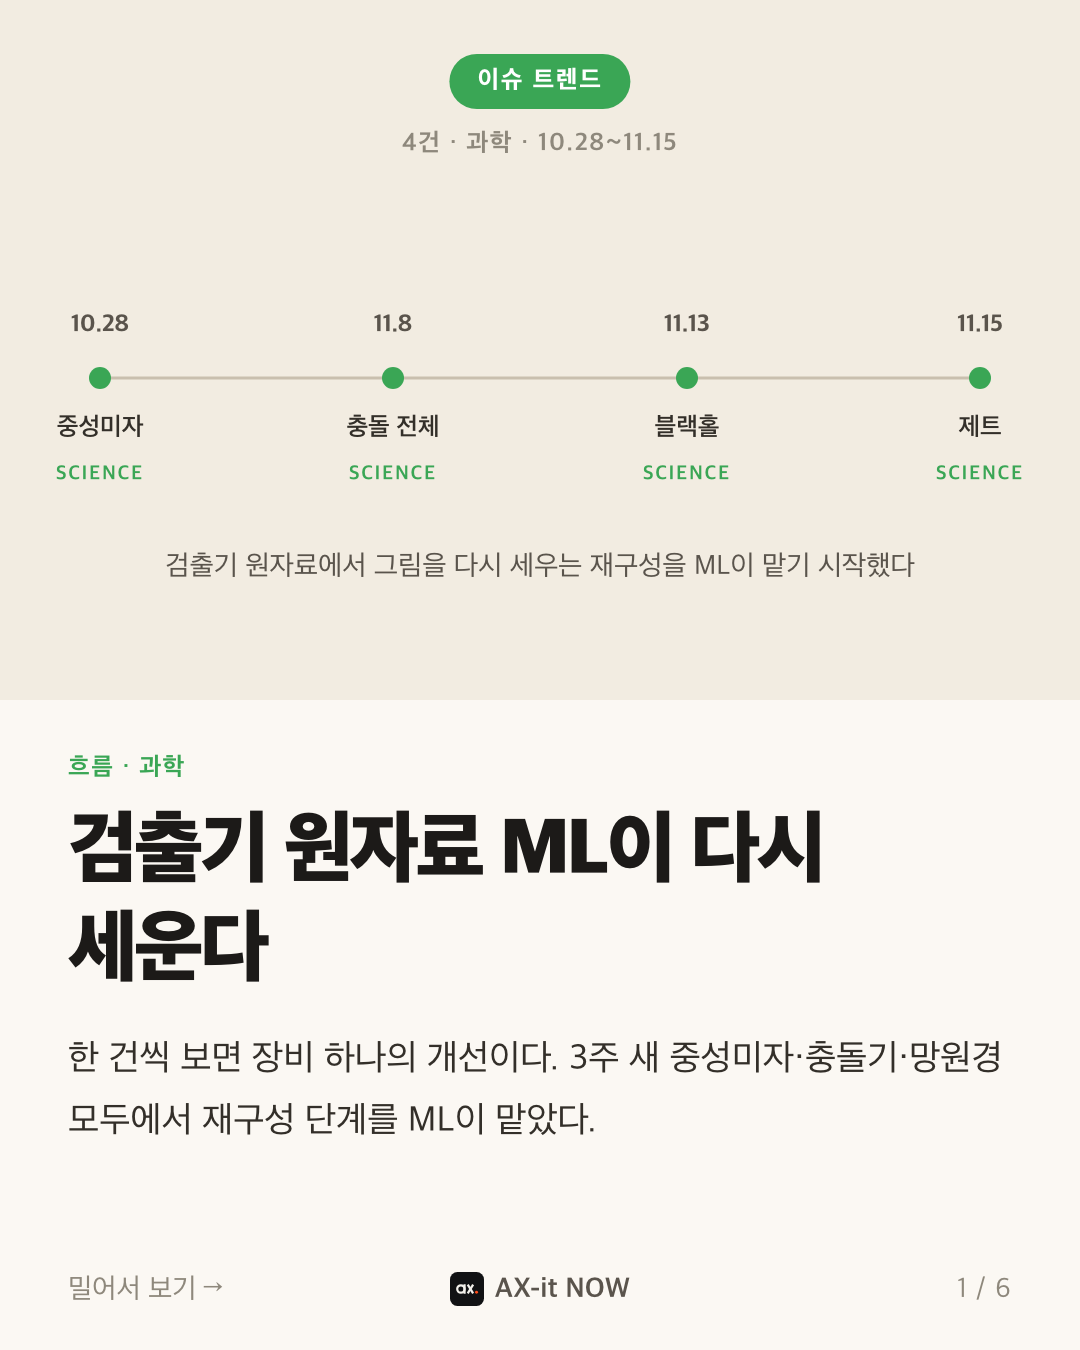 이슈 트렌드
4건 · 과학 · 10.28~11.15
10.28 11.8 11.13 11.15
중성미자 충돌 전체 블랙홀 제트
SCIENCE SCIENCE SCIENCE SCIENCE
검출기 원자료에서 그림을 다시 세우는 재구성을 ML이 맡기 시작했다
흐름 · 과학
검출기 원자료 ML이 다시
세운다
한 건씩 보면 장비 하나의 개선이다. 3주 새 중성미자·충돌기·망원경
모두에서 재구성 단계를 ML이 맡았다.
밀어서 보기 → ax. AX-it NOW 1 / 6